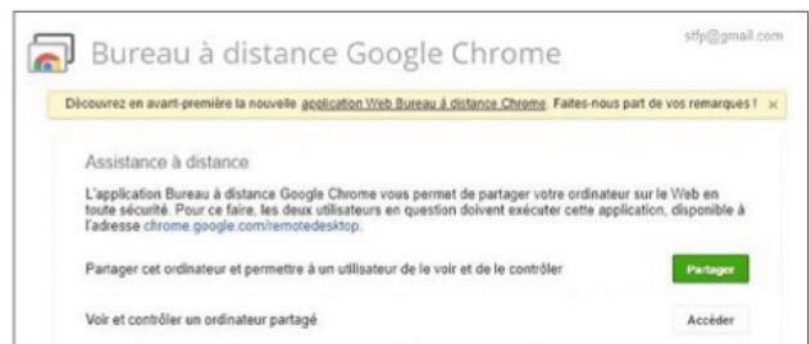 Bureau à distance Google Chrome
stfp@gmail.com
Découvrez en avant-première la nouvelle application Web Bureau à distance Chrome. Faites-nous part de vos remarques ! ×
Assistance à distance
L'application Bureau à distance Google Chrome vous permet de partager votre ordinateur sur le Web en
toute sécurité. Pour ce faire, les deux utilisateurs en question doivent exécuter cette application, disponible à
l'adresse chrome.google.com/remotedesktop.
Partager cet ordinateur et permettre à un utilisateur de le voir et de le contrôler
Partager
Voir et contrôler un ordinateur partagé
Accéder